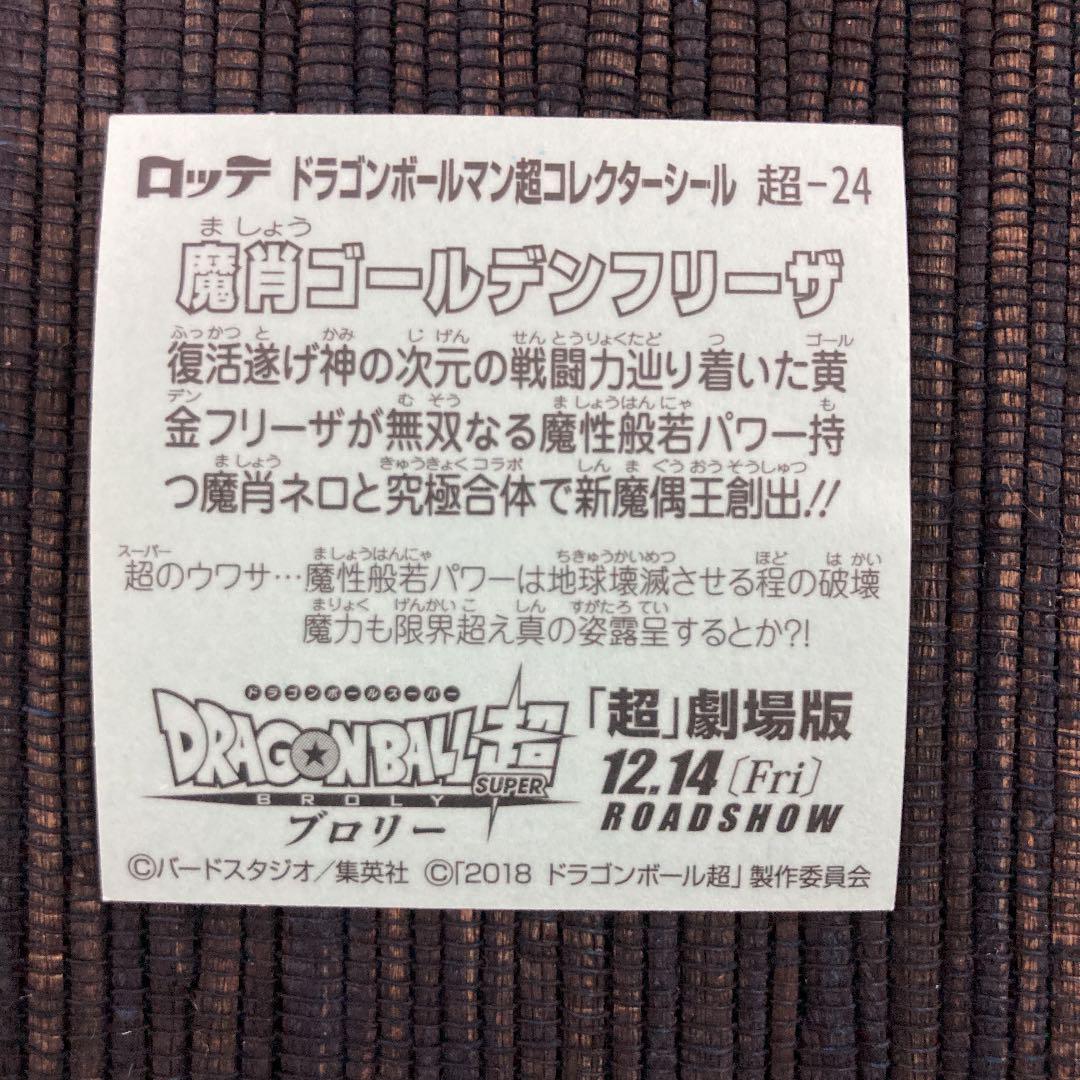 ロッテ ドラゴンボールマン超コレクターシール 超-24
ましょう
魔肖ゴールデンフリーザ
ふっかつと かみ じげん せんとうりょくたど つ ゴール
復活遂げ神の次元の戦闘力辿り着いた黄
デン むそう ましょうはんにゃ も
金フリーザが無双なる魔性般若パワー持
ましょう きゅうきょくコラボ しんまぐうおうそうしゅつ
つ魔肖ネロと究極合体で新魔偶王創出!!
スーパー ましょうはんにゃ ちきゅうかいめつ ほど はかい
超のウワサ…魔性般若パワーは地球壊滅させる程の破壊
まりょく げんかいこ しん すがたろてい
魔力も限界超え真の姿露呈するとか?!
ドラゴンボールスーパー
DRAGONBALL超 「超」劇場版
SUPER 12.14〔Fri〕
BROLY ROADSHOW
ブロリー
©バードスタジオ/集英社 ©「2018 ドラゴンボール超」製作委員会